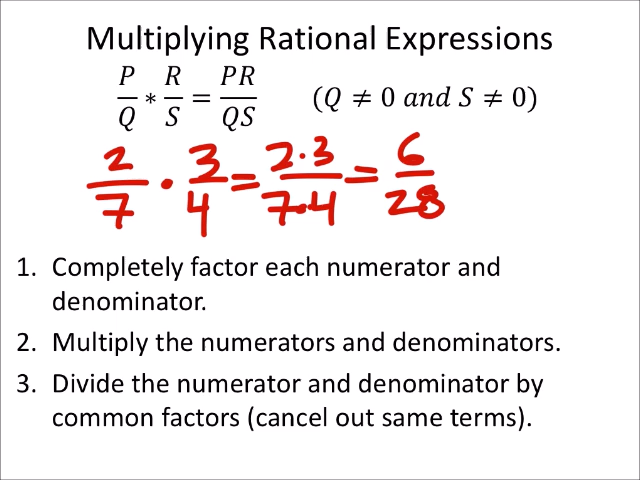 Multiplying Rational Expressions
P/Q ∗ R/S = PR/QS (Q ≠ 0 and S ≠ 0)
2/7 · 3/4 = 2·3/7·4 = 6/28
1. Completely factor each numerator and
denominator.
2. Multiply the numerators and denominators.
3. Divide the numerator and denominator by
common factors (cancel out same terms).